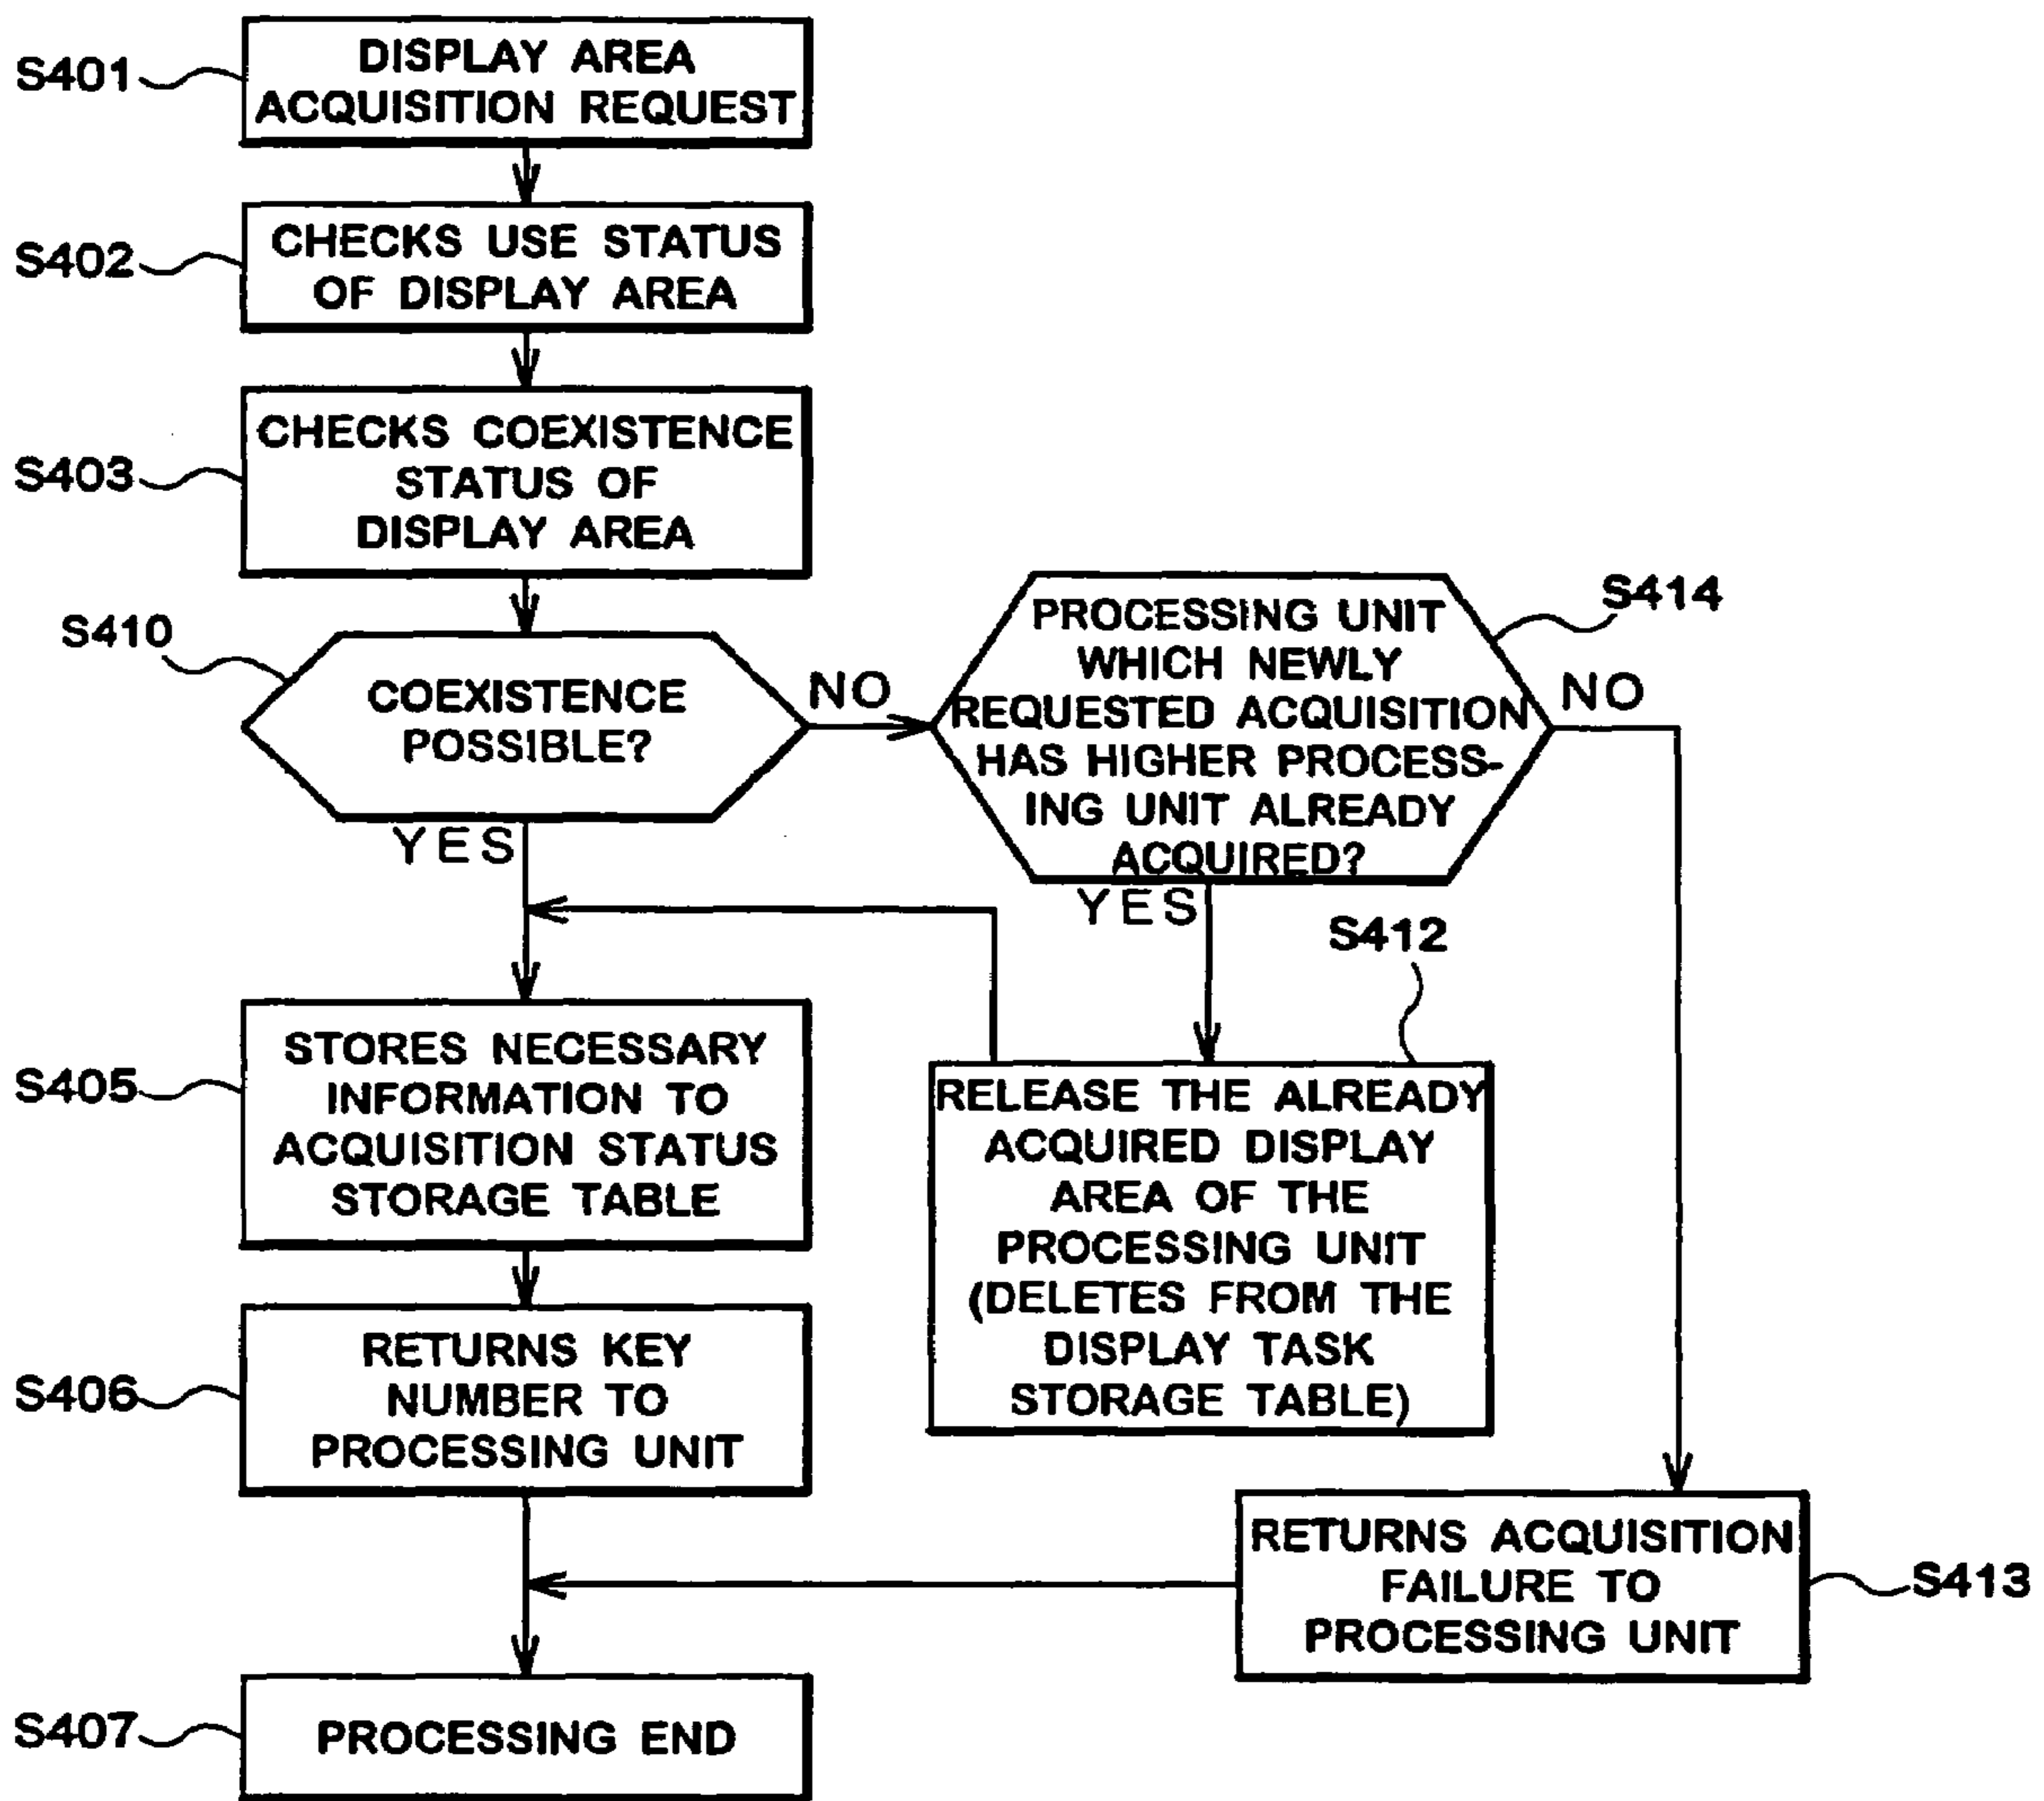 S401
DISPLAY AREA
ACQUISITION REQUEST
S402
CHECKS USE STATUS
OF DISPLAY AREA
S403
CHECKS COEXISTENCE
STATUS OF
DISPLAY AREA
S410
COEXISTENCE
POSSIBLE?
NO
YES
S414
PROCESSING UNIT
WHICH NEWLY
REQUESTED ACQUISITION
HAS HIGHER PROCESS-
ING UNIT ALREADY
ACQUIRED?
NO
YES
S412
RELEASE THE ALREADY
ACQUIRED DISPLAY
AREA OF THE
PROCESSING UNIT
(DELETES FROM THE
DISPLAY TASK
STORAGE TABLE)
S405
STORES NECESSARY
INFORMATION TO
ACQUISITION STATUS
STORAGE TABLE
S406
RETURNS KEY
NUMBER TO
PROCESSING UNIT
RETURNS ACQUISITION
FAILURE TO
PROCESSING UNIT
S413
S407
PROCESSING END